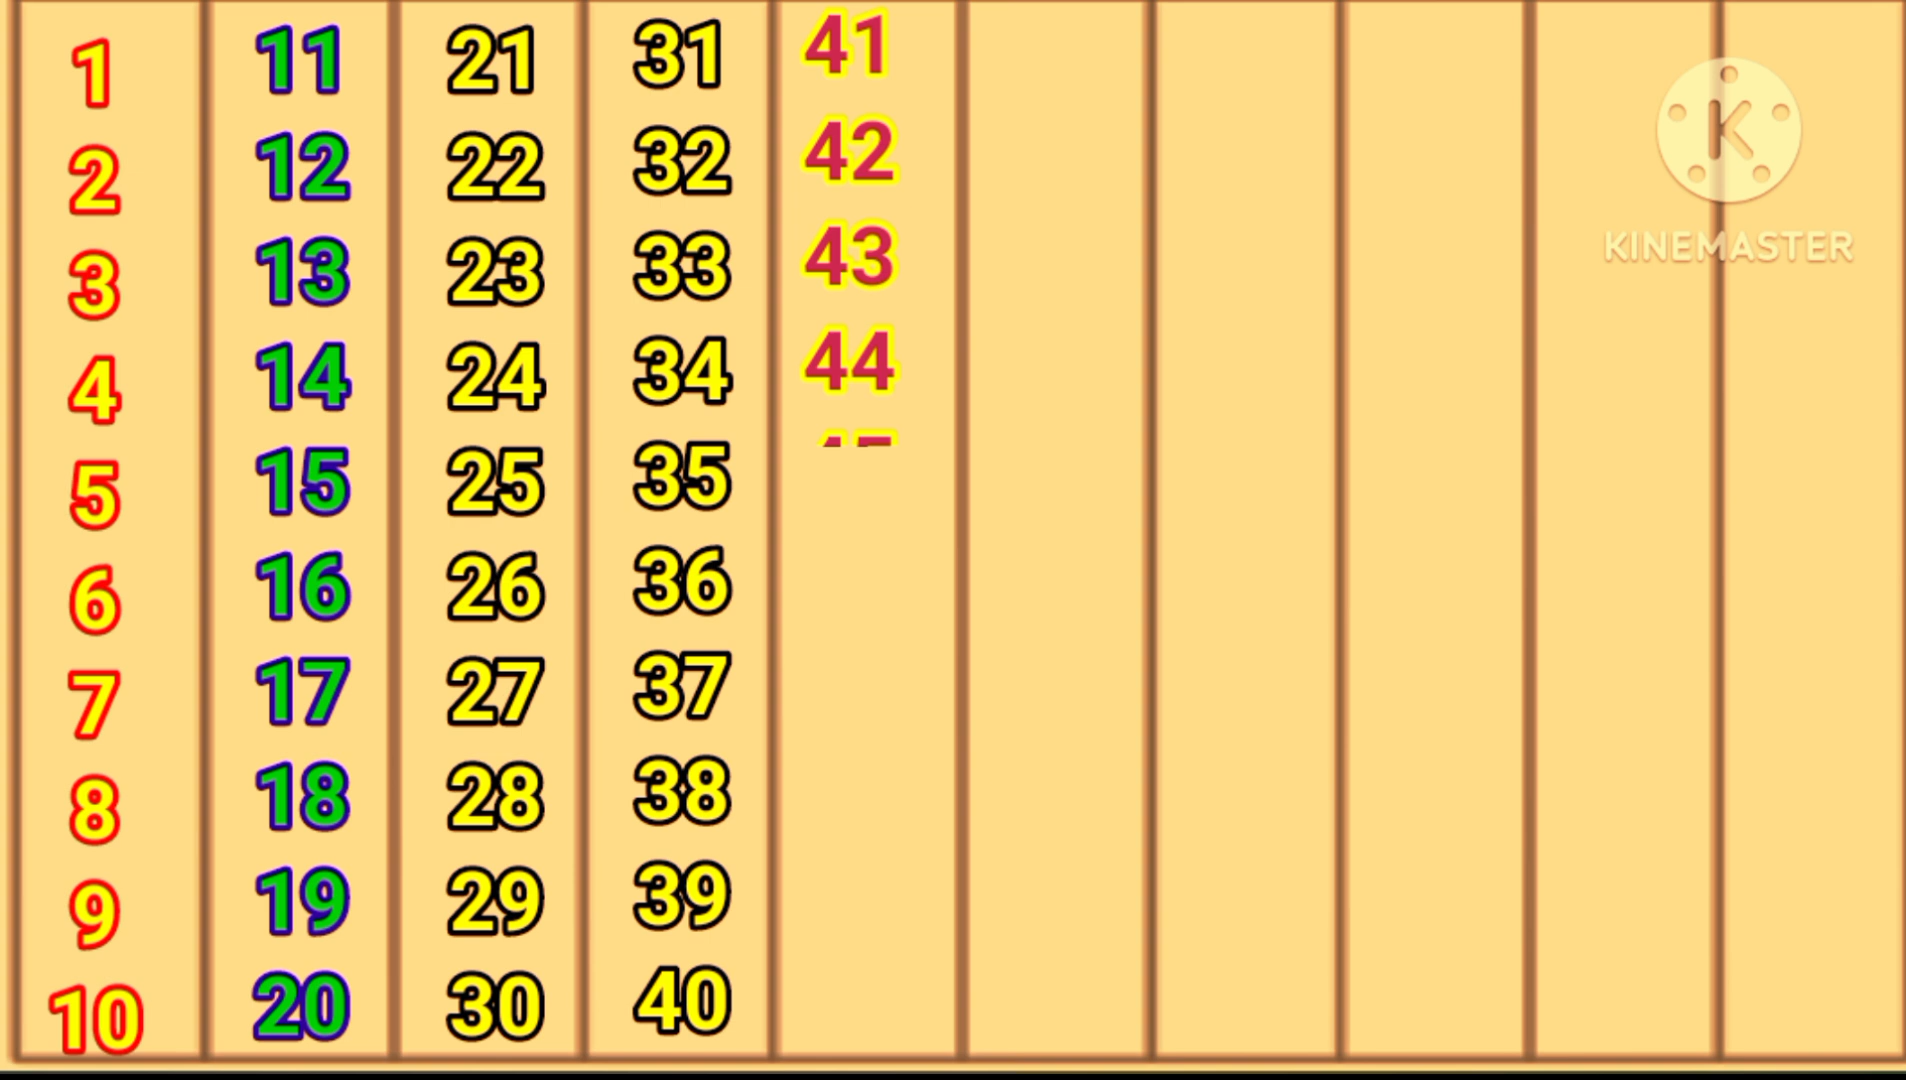 1 11 21 31 41
2 12 22 32 42
3 13 23 33 43
4 14 24 34 44
5 15 25 35
6 16 26 36
7 17 27 37
8 18 28 38
9 19 29 39
10 20 30 40
K
KINEMASTER